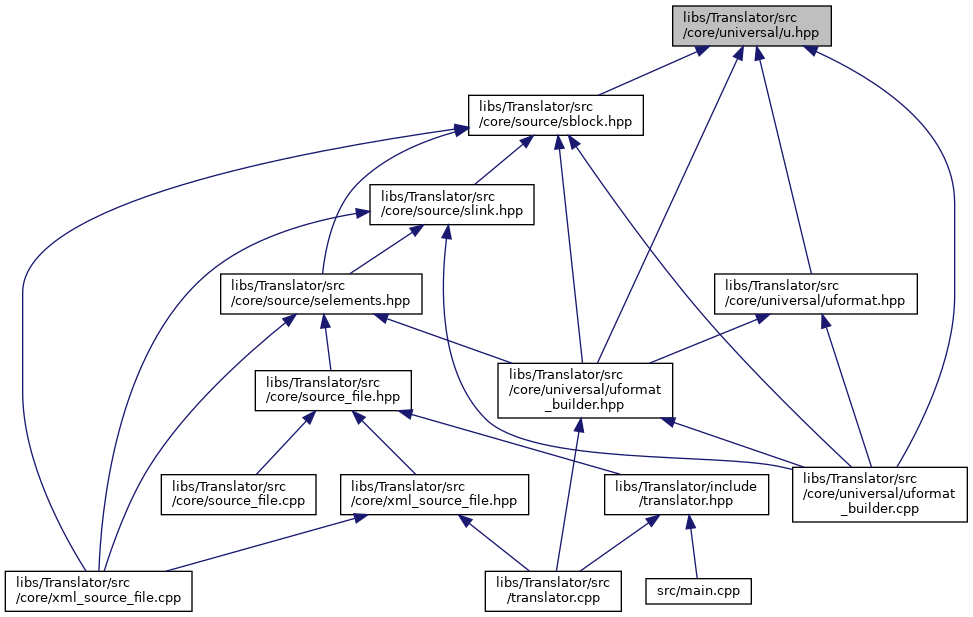 libs/Translator/src
/core/universal/u.hpp
libs/Translator/src
/core/source/sblock.hpp
libs/Translator/src
/core/source/slink.hpp
libs/Translator/src
/core/source/selements.hpp
libs/Translator/src
/core/universal/uformat.hpp
libs/Translator/src
/core/source_file.hpp
libs/Translator/src
/core/universal/uformat
_builder.hpp
libs/Translator/src
/core/source_file.cpp
libs/Translator/src
/core/xml_source_file.hpp
libs/Translator/include
/translator.hpp
libs/Translator/src
/core/universal/uformat
_builder.cpp
libs/Translator/src
/core/xml_source_file.cpp
libs/Translator/src
/translator.cpp
src/main.cpp